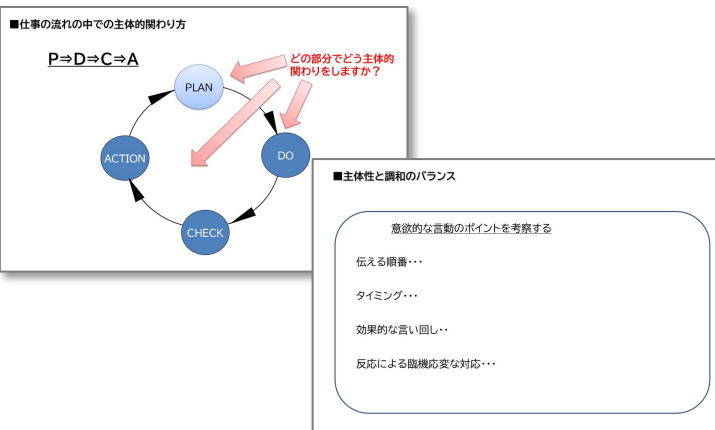 ■仕事の流れの中での主体的関わり方
P⇒D⇒C⇒A
どの部分でどう主体的
関わりをしますか？
PLAN
DO
CHECK
ACTION
■主体性と調和のバランス
意欲的な言動のポイントを考察する
伝える順番・・・
タイミング・・・
効果的な言い回し・・
反応による臨機応変な対応・・・